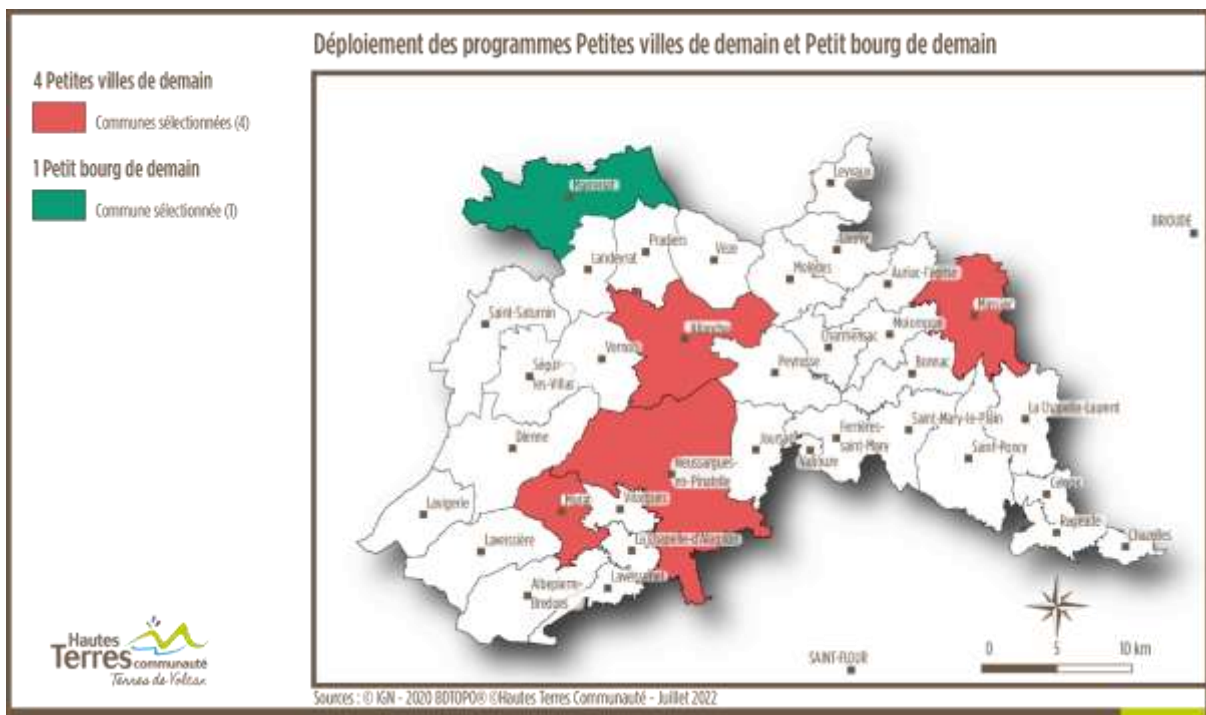 Déploiement des programmes Petites villes de demain et Petit bourg de demain
4 Petites villes de demain
Communes sélectionnées (4)
1 Petit bourg de demain
Commune sélectionnée (1)
Leyvaux
BRIOUDE
Landeyrat
Pradiers
Vèze
Molèdes
Auriac-l'église
Massiac
Saint-Saturnin
Allanche
Charmensac
Vernols
Ségur-
les-Villas
Peyrusse
Bonnac
La Chapelle-Laurent
Saint-Mary-le-Plain
Dienne
Joursac
Ferrières-
saint-Mary
Saint-Poncy
Neussargues-
en-Pinatelle
Celoux
Lavigerie
Murat
Virargues
Rageade
Chazelles
Laveissière
La Chapelle-d'Alagnon
Albepierre-
Bredons
Laveissenet
SAINT-FLOUR
0 5 10 km
Hautes
Terres communauté
Terres de Volcan
Sources : © IGN - 2020 BDTOPO® ©Hautes Terres Communauté - Juillet 2022